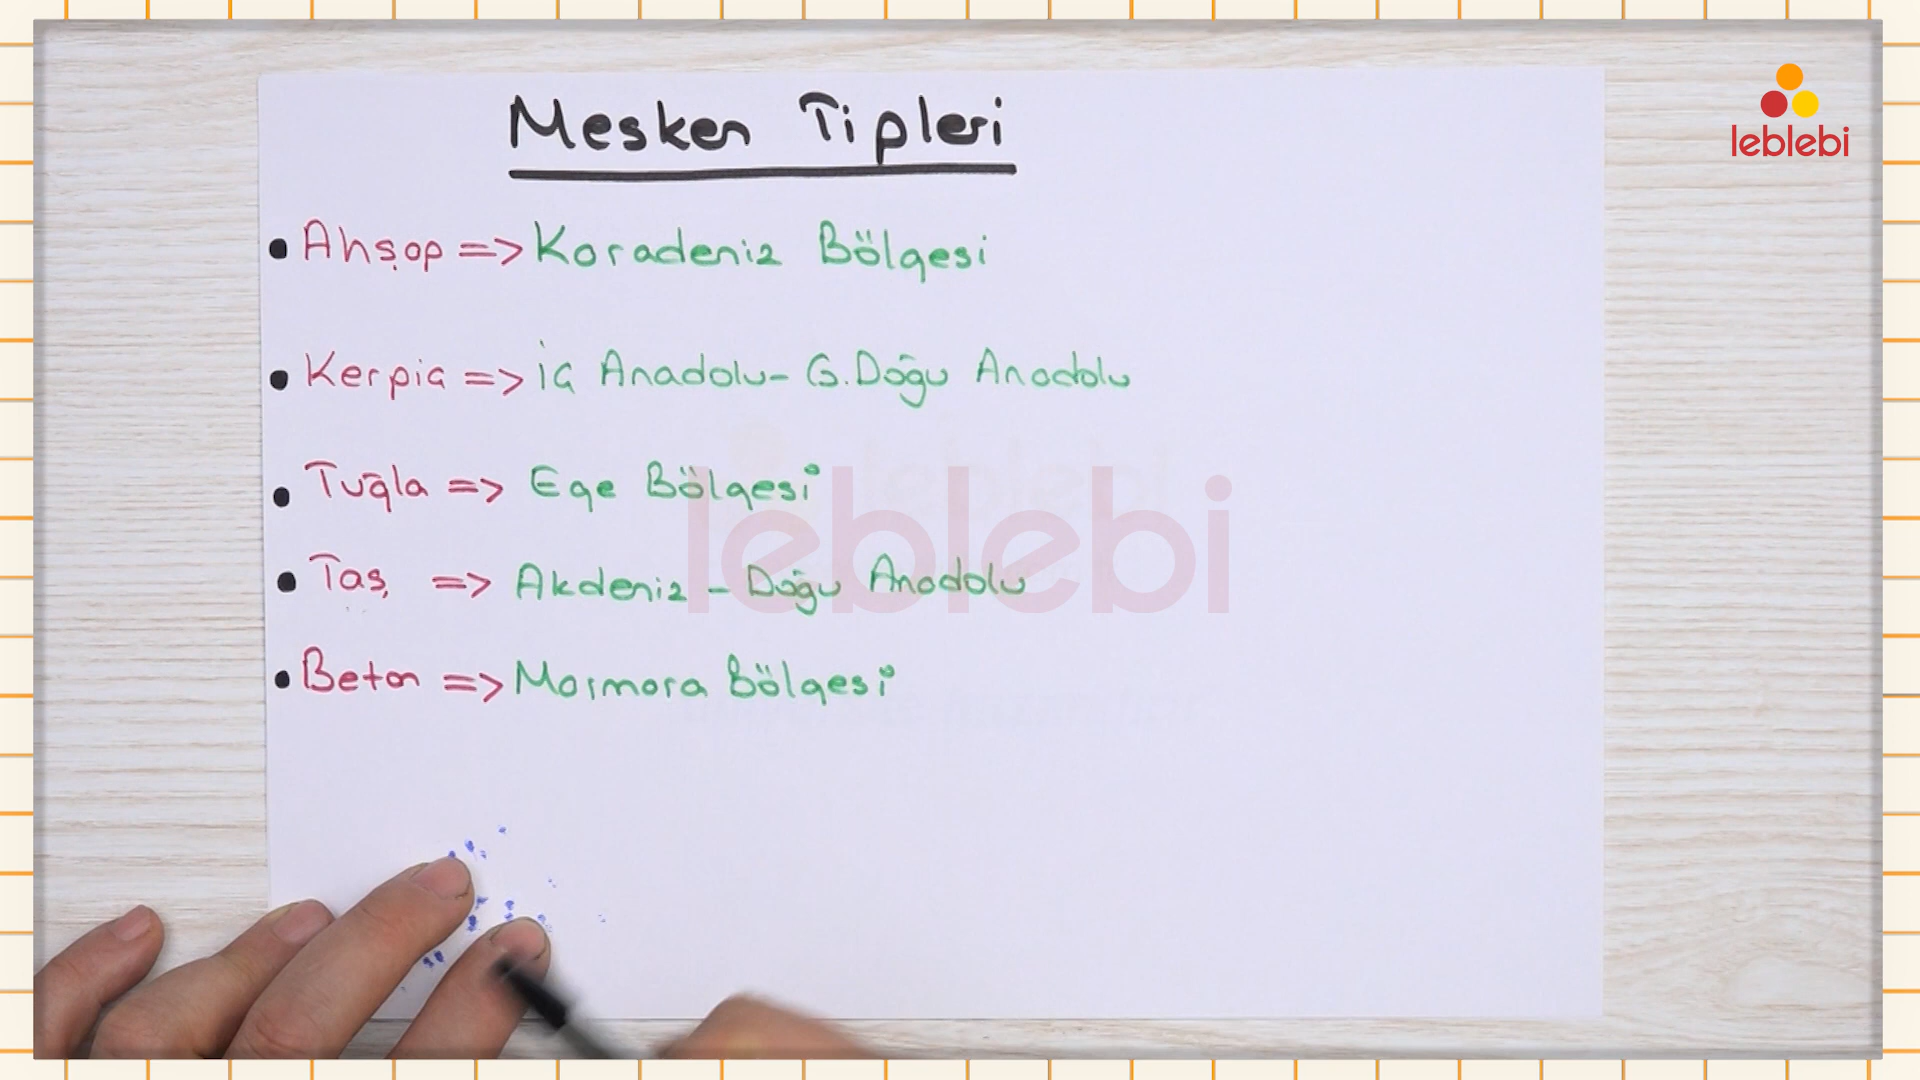 Mesken Tipleri
leblebi
• Ahşap => Karadeniz Bölgesi
• Kerpiç => İç Anadolu - G.Doğu Anadolu
• Tuğla => Ege Bölgesi
leblebi
• Taş => Akdeniz - Doğu Anadolu
• Beton => Marmara Bölgesi